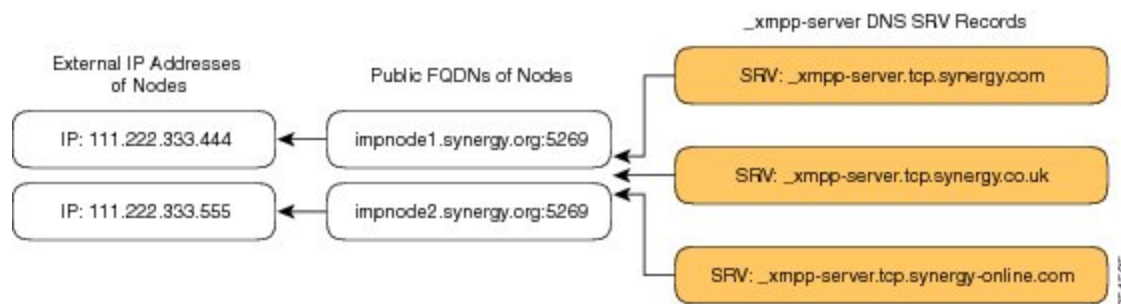 _xmpp-server DNS SRV Records
External IP Addresses
of Nodes
Public FQDNs of Nodes
SRV: _xmpp-server.tcp.synergy.com
IP: 111.222.333.444
impnode1.synergy.org:5269
SRV: _xmpp-server.tcp.synergy.co.uk
IP: 111.222.333.555
impnode2.synergy.org:5269
SRV: _xmpp-server.tcp.synergy-online.com